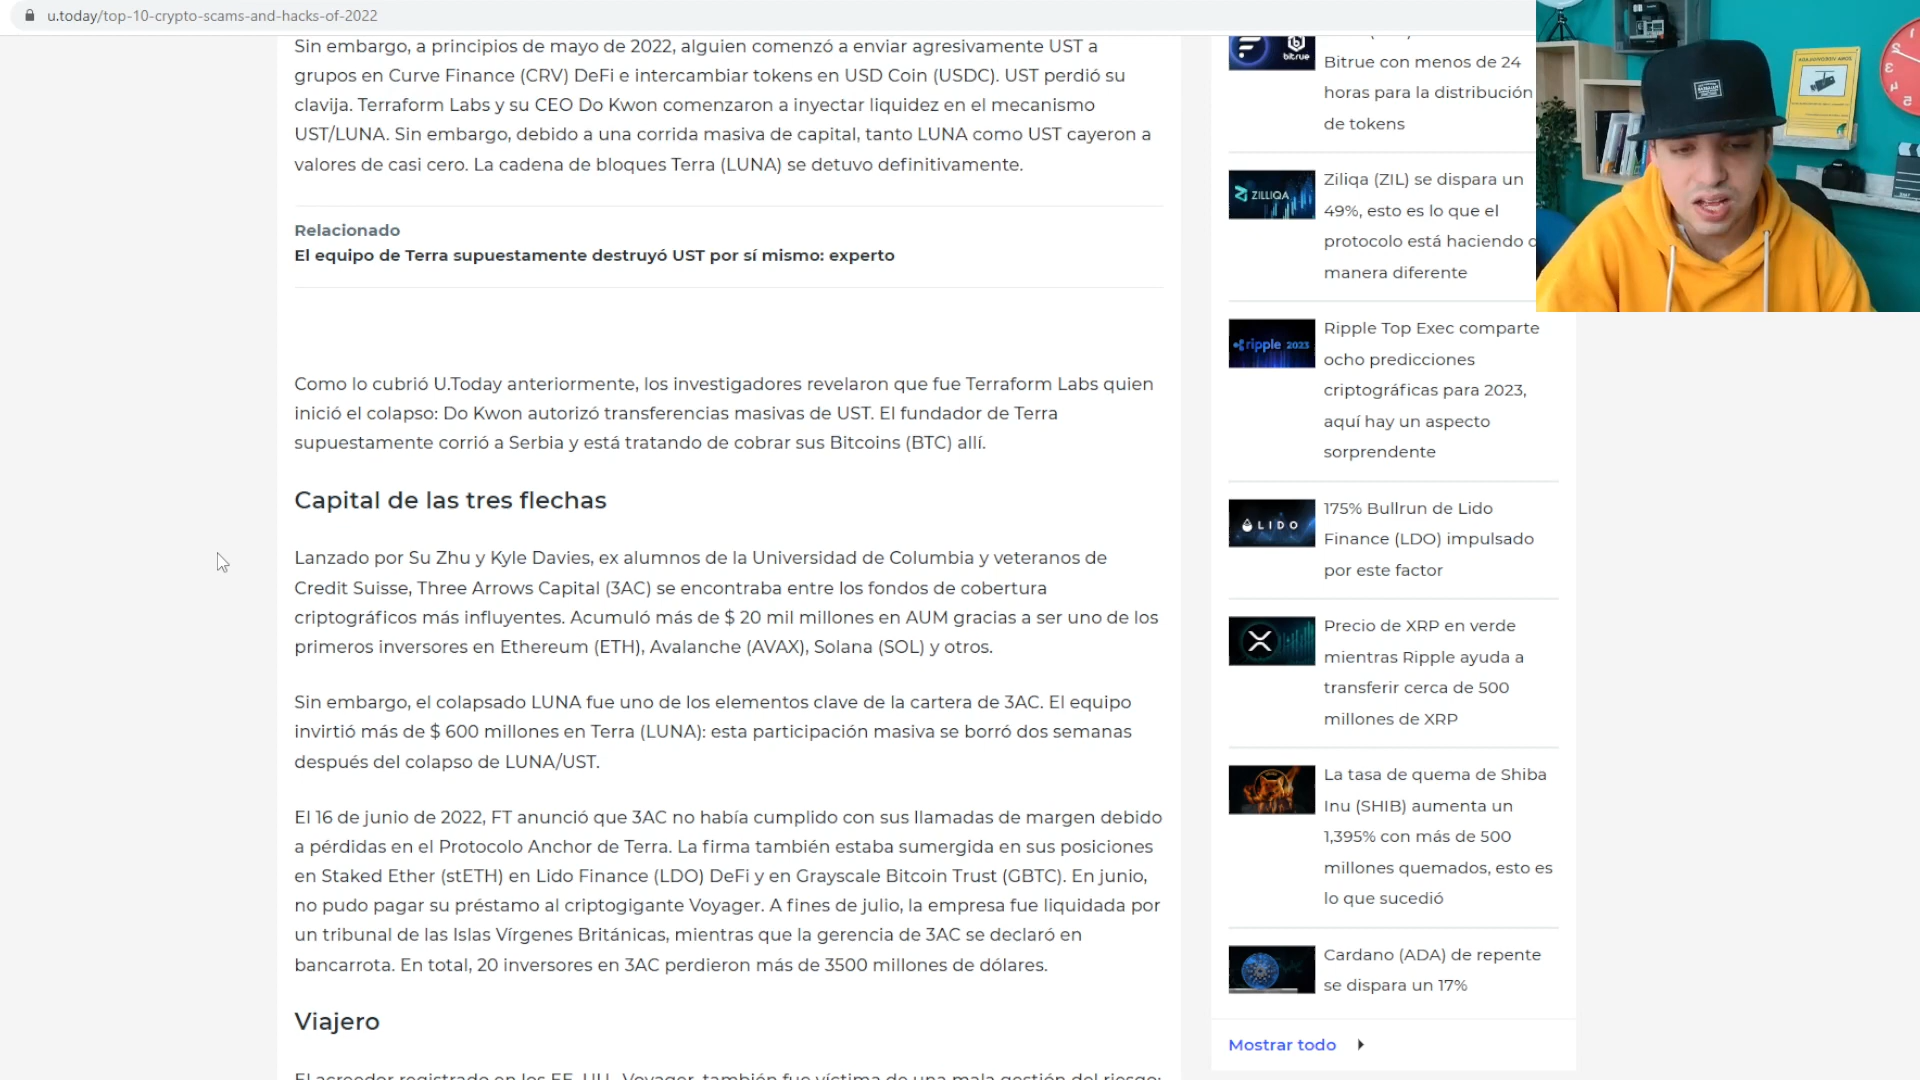 u.today/top-10-crypto-scams-and-hacks-of-2022
Sin embargo, a principios de mayo de 2022, alguien comenzó a enviar agresivamente UST a
grupos en Curve Finance (CRV) DeFi e intercambiar tokens en USD Coin (USDC). UST perdió su
clavija. Terraform Labs y su CEO Do Kwon comenzaron a inyectar liquidez en el mecanismo
UST/LUNA. Sin embargo, debido a una corrida masiva de capital, tanto LUNA como UST cayeron a
valores de casi cero. La cadena de bloques Terra (LUNA) se detuvo definitivamente.
Relacionado
El equipo de Terra supuestamente destruyó UST por sí mismo: experto
Como lo cubrió U.Today anteriormente, los investigadores revelaron que fue Terraform Labs quien
inició el colapso: Do Kwon autorizó transferencias masivas de UST. El fundador de Terra
supuestamente corrió a Serbia y está tratando de cobrar sus Bitcoins (BTC) allí.
Capital de las tres flechas
Lanzado por Su Zhu y Kyle Davies, ex alumnos de la Universidad de Columbia y veteranos de
Credit Suisse, Three Arrows Capital (3AC) se encontraba entre los fondos de cobertura
criptográficos más influyentes. Acumuló más de $ 20 mil millones en AUM gracias a ser uno de los
primeros inversores en Ethereum (ETH), Avalanche (AVAX), Solana (SOL) y otros.
Sin embargo, el colapsado LUNA fue uno de los elementos clave de la cartera de 3AC. El equipo
invirtió más de $ 600 millones en Terra (LUNA): esta participación masiva se borró dos semanas
después del colapso de LUNA/UST.
El 16 de junio de 2022, FT anunció que 3AC no había cumplido con sus llamadas de margen debido
a pérdidas en el Protocolo Anchor de Terra. La firma también estaba sumergida en sus posiciones
en Staked Ether (stETH) en Lido Finance (LDO) DeFi y en Grayscale Bitcoin Trust (GBTC). En junio,
no pudo pagar su préstamo al criptogigante Voyager. A fines de julio, la empresa fue liquidada por
un tribunal de las Islas Vírgenes Británicas, mientras que la gerencia de 3AC se declaró en
bancarrota. En total, 20 inversores en 3AC perdieron más de 3500 millones de dólares.
Viajero
El acreedor registrado en los EE. UU., Voyager, también fue víctima de una mala gestión del riesgo:
bitrue
Bitrue con menos de 24
horas para la distribución
de tokens
ZILLIQA
Ziliqa (ZIL) se dispara un
49%, esto es lo que el
protocolo está haciendo
manera diferente
ripple 2023
Ripple Top Exec comparte
ocho predicciones
criptográficas para 2023,
aquí hay un aspecto
sorprendente
LIDO
175% Bullrun de Lido
Finance (LDO) impulsado
por este factor
Precio de XRP en verde
mientras Ripple ayuda a
transferir cerca de 500
millones de XRP
La tasa de quema de Shiba
Inu (SHIB) aumenta un
1,395% con más de 500
millones quemados, esto es
lo que sucedió
Cardano (ADA) de repente
se dispara un 17%
Mostrar todo